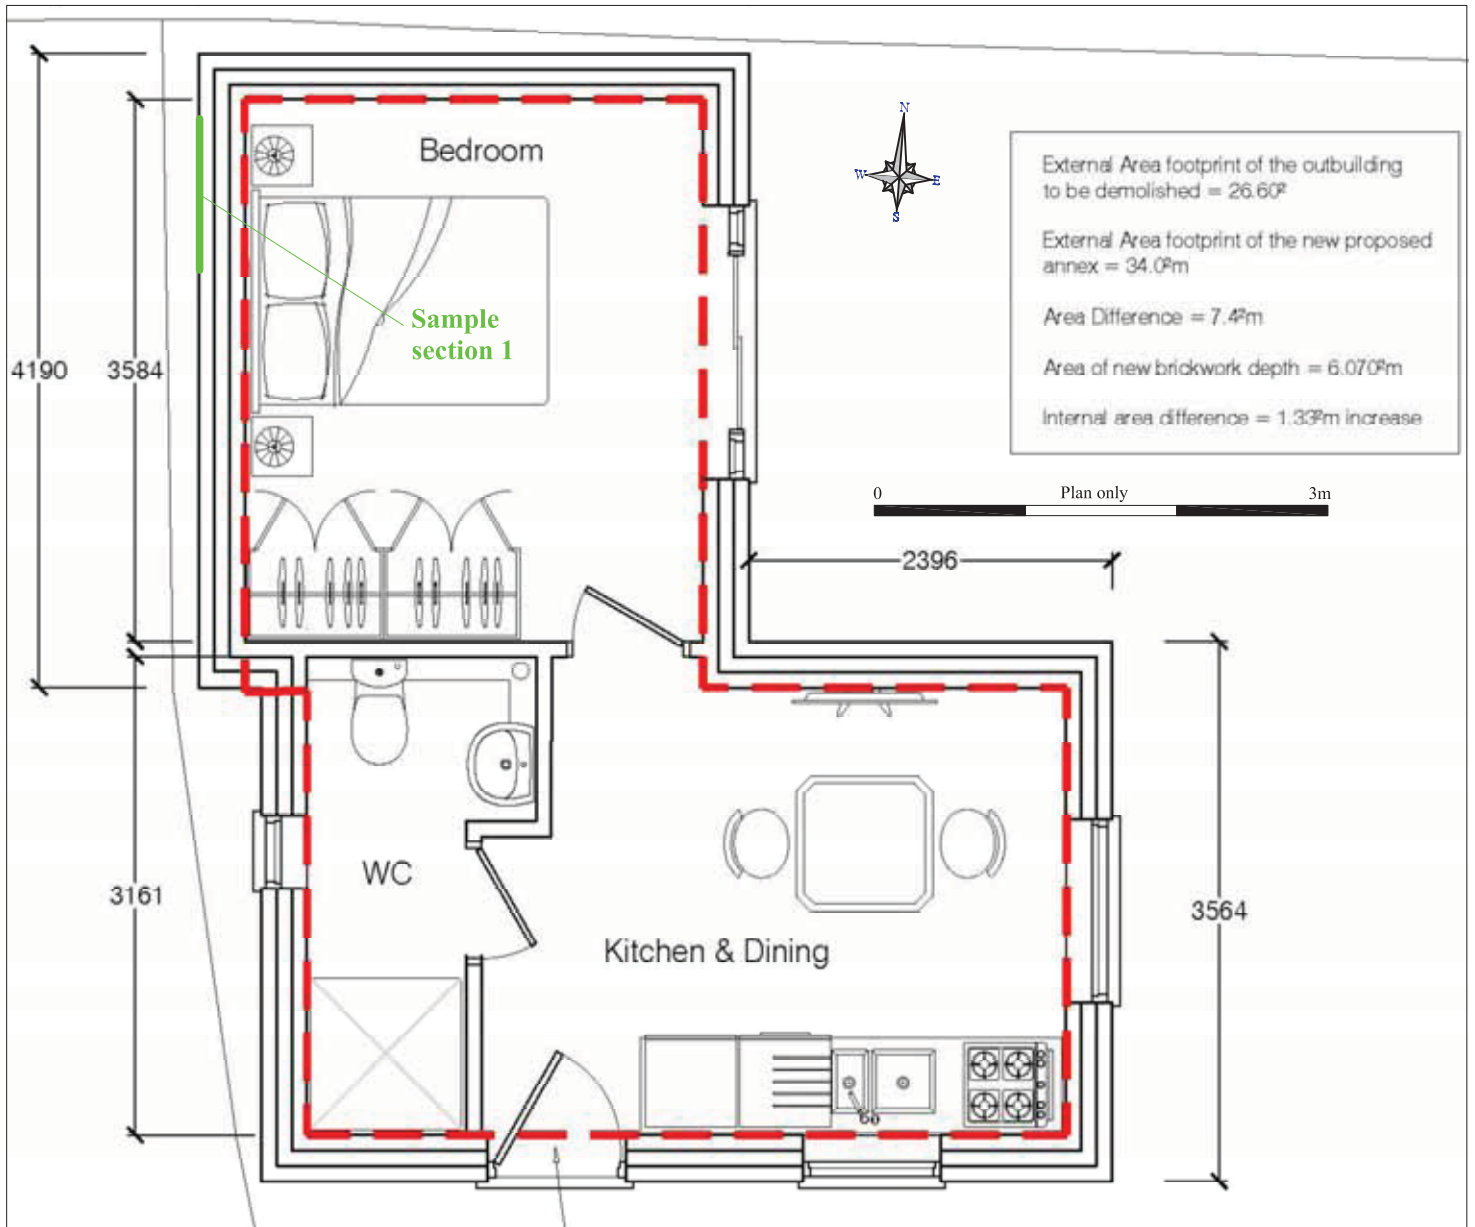 Bedroom
N
W
E
S
External Area footprint of the outbuilding
to be demolished = 26.60²
External Area footprint of the new proposed
annex = 34.0²m
Area Difference = 7.4²m
Area of new brickwork depth = 6.070²m
Internal area difference = 1.33²m increase
Sample
section 1
4190
3584
0
Plan only
3m
2396
WC
3161
Kitchen & Dining
3564